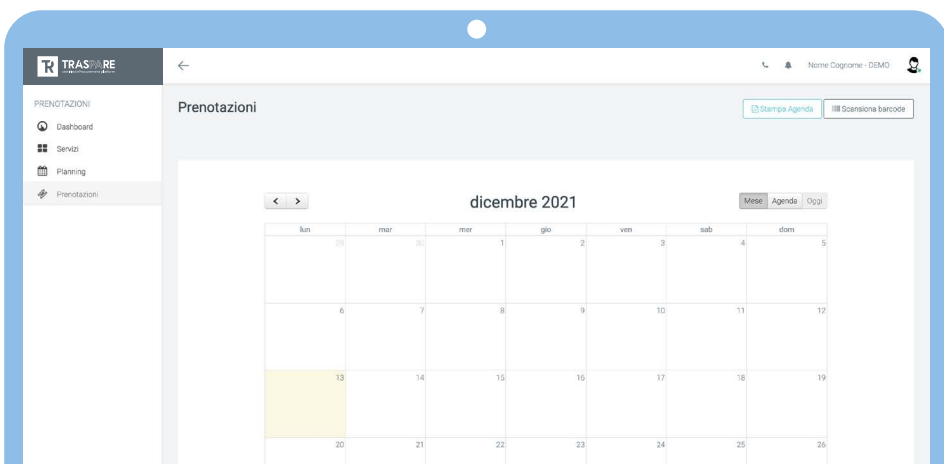 TR TRASPARE
Nome Cognome - DEMO
PRENOTAZIONI
Dashboard
Servizi
Planning
Prenotazioni
Prenotazioni
Stampa Agenda
Scansiona barcode
dicembre 2021
Mese Agenda Oggi
lun mar mer gio ven sab dom
29 30 1 2 3 4 5
6 7 8 9 10 11 12
13 14 15 16 17 18 19
20 21 22 23 24 25 26